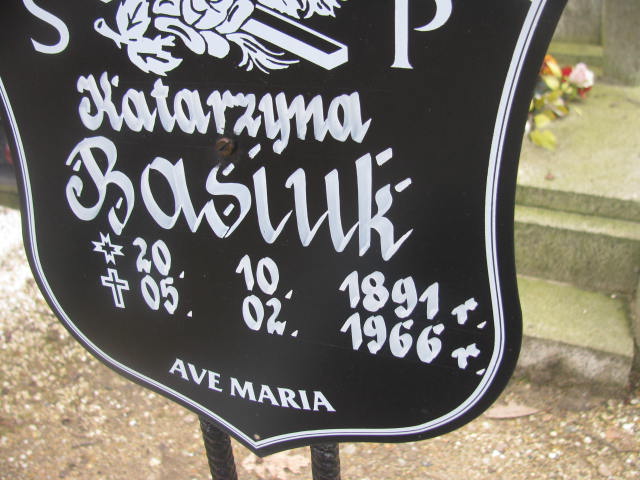 S P
Katarzyna
Basiuk
20. 10. 1891 r.
05. 02. 1966 r.
AVE MARIA